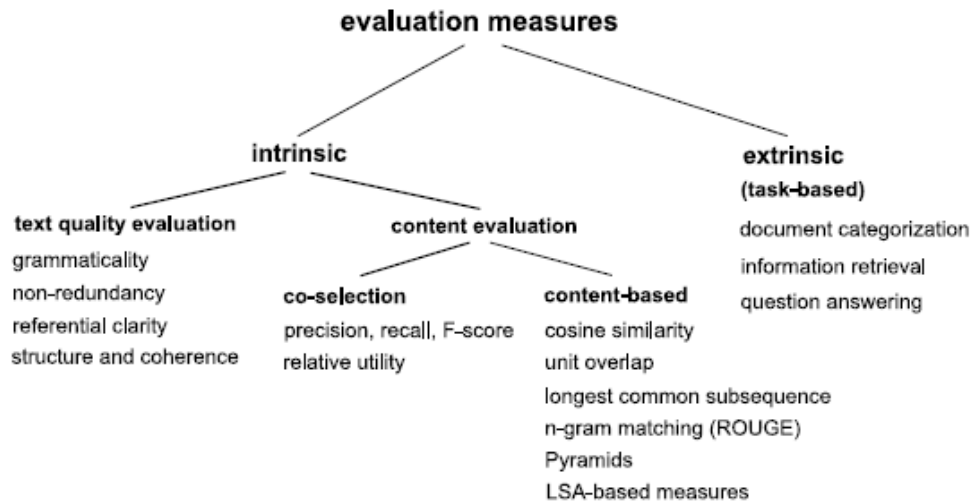 evaluation measures
intrinsic
extrinsic
(task-based)
document categorization
information retrieval
question answering
text quality evaluation
grammaticality
non-redundancy
referential clarity
structure and coherence
content evaluation
co-selection
precision, recall, F-score
relative utility
content-based
cosine similarity
unit overlap
longest common subsequence
n-gram matching (ROUGE)
Pyramids
LSA-based measures